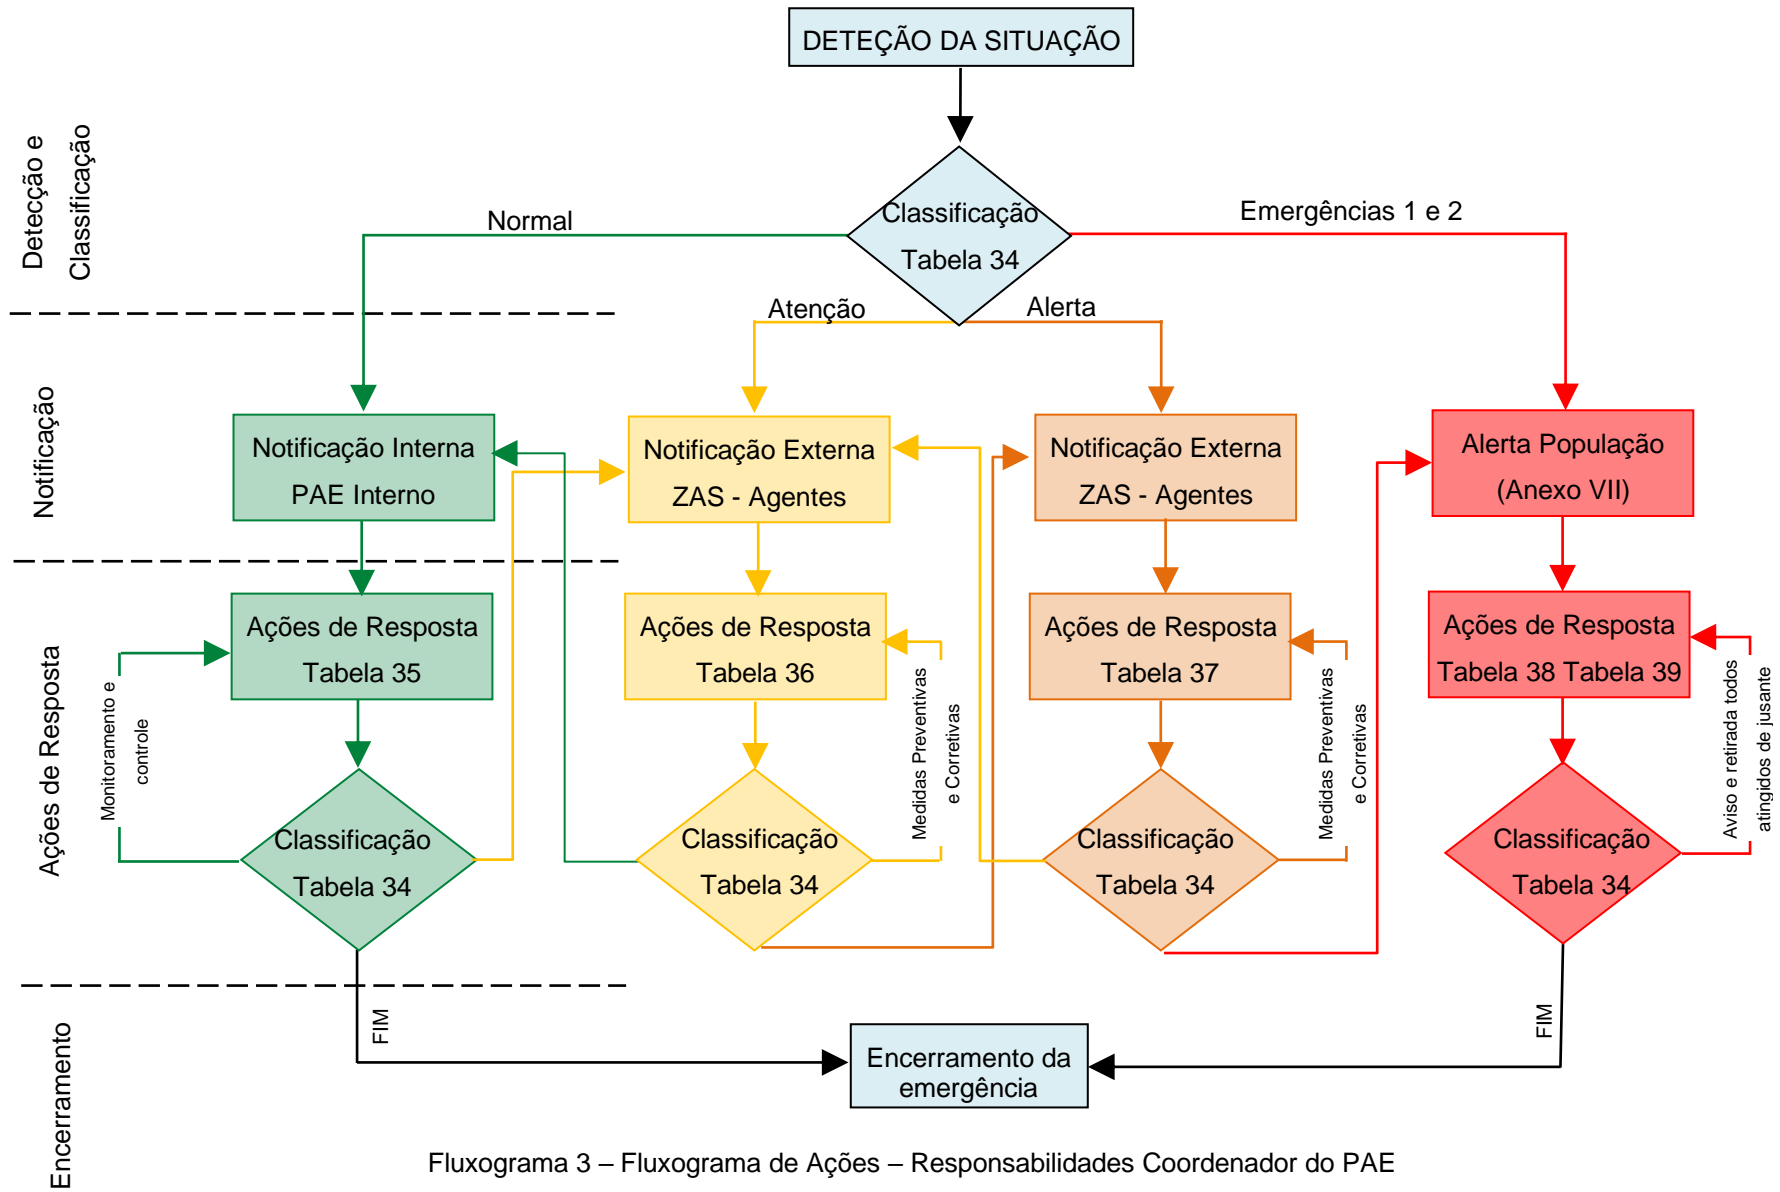 DETEÇÃO DA SITUAÇÃO
Detecção e
Classificação
Classificação
Tabela 34
Normal
Emergências 1 e 2
Atenção
Alerta
Notificação
Notificação Interna
PAE Interno
Notificação Externa
ZAS - Agentes
Notificação Externa
ZAS - Agentes
Alerta População
(Anexo VII)
Ações de Resposta
Ações de Resposta
Tabela 35
Ações de Resposta
Tabela 36
Ações de Resposta
Tabela 37
Ações de Resposta
Tabela 38 Tabela 39
Monitoramento e
controle
Medidas Preventivas
e Corretivas
Medidas Preventivas
e Corretivas
Aviso e retirada todos
atingidos de jusante
Classificação
Tabela 34
Classificação
Tabela 34
Classificação
Tabela 34
Classificação
Tabela 34
Encerramento
FIM
FIM
Encerramento da
emergência
Fluxograma 3 – Fluxograma de Ações – Responsabilidades Coordenador do PAE